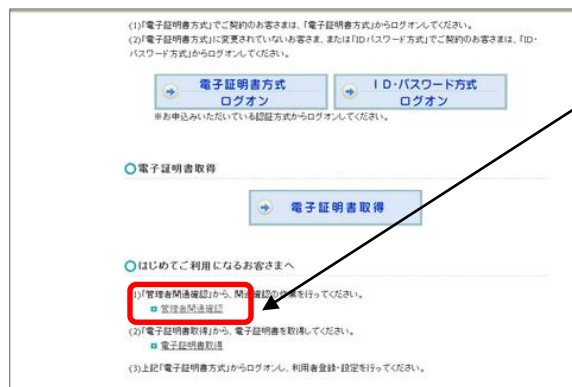 (1)「電子証明書方式」でご契約のお客さまは、「電子証明書方式」からログオンしてください。
(2)「電子証明書方式」に変更されていないお客さま、または「IDパスワード方式」でご契約のお客さまは、「ID・
パスワード方式」からログオンしてください。
電子証明書方式
ログオン
ID・パスワード方式
ログオン
※お申込みいただいている認証方式からログオンしてください。
電子証明書取得
電子証明書取得
はじめてご利用になるお客さまへ
(1)「管理者開通確認」から、開通確認の作業を行ってください。
管理者開通確認
(2)「電子証明書取得」から、電子証明書を取得してください。
電子証明書取得
(3)上記「電子証明書方式」からログオンし、利用者登録・設定を行ってください。